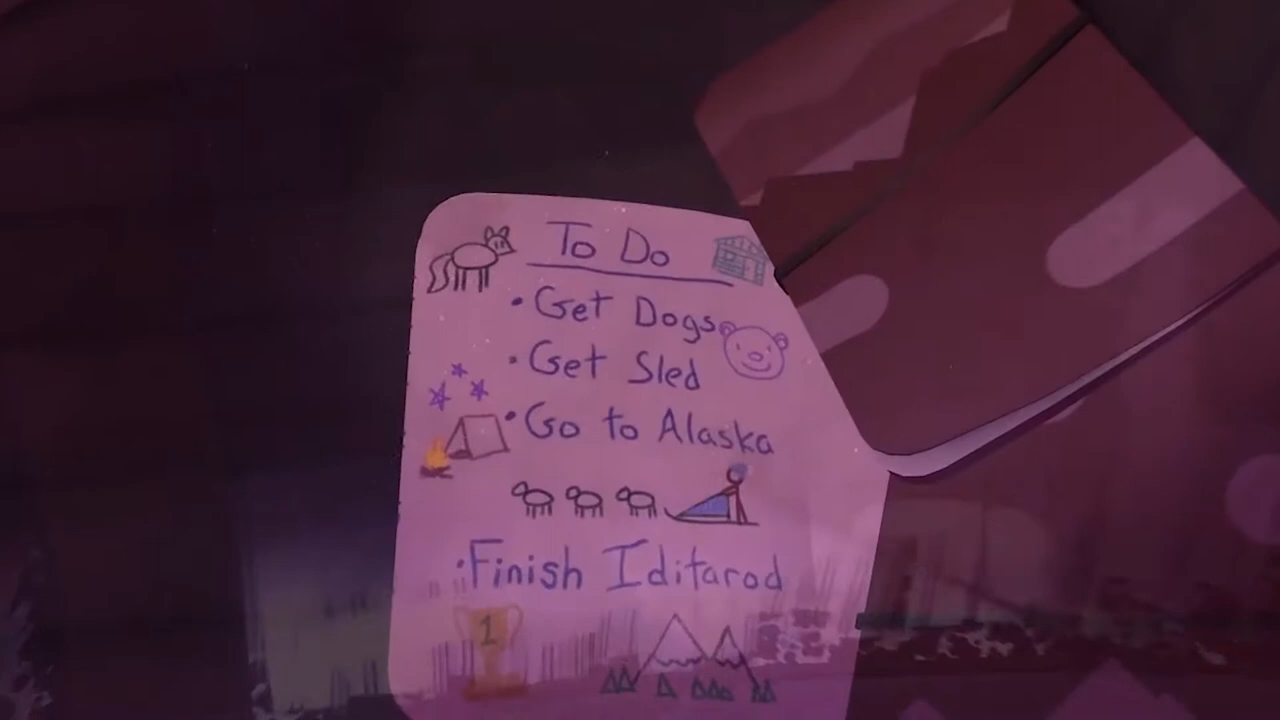 To Do
• Get Dogs
• Get Sled
• Go to Alaska
• Finish Iditarod
1